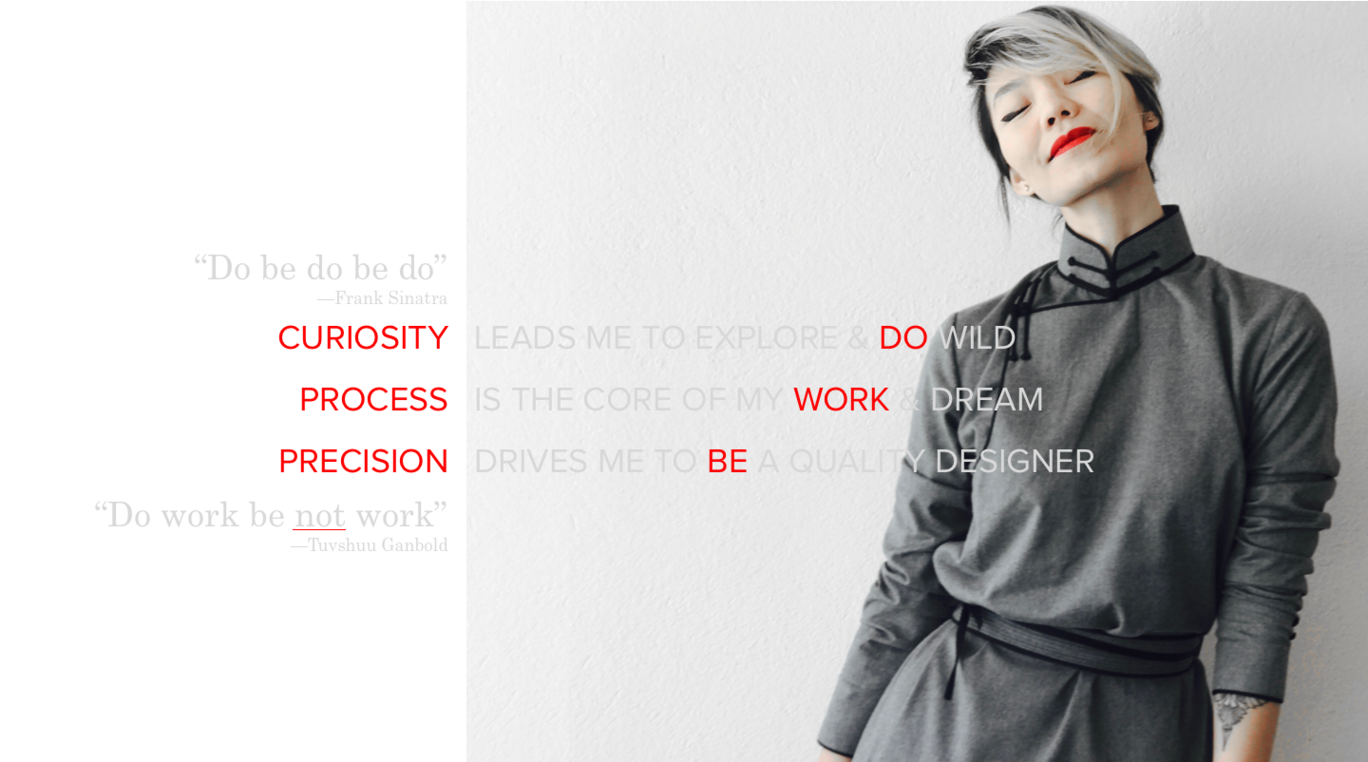 “Do be do be do”
—Frank Sinatra
CURIOSITY LEADS ME TO EXPLORE & DO WILD
PROCESS IS THE CORE OF MY WORK & DREAM
PRECISION DRIVES ME TO BE A QUALITY DESIGNER
“Do work be not work”
—Tuvshuu Ganbold